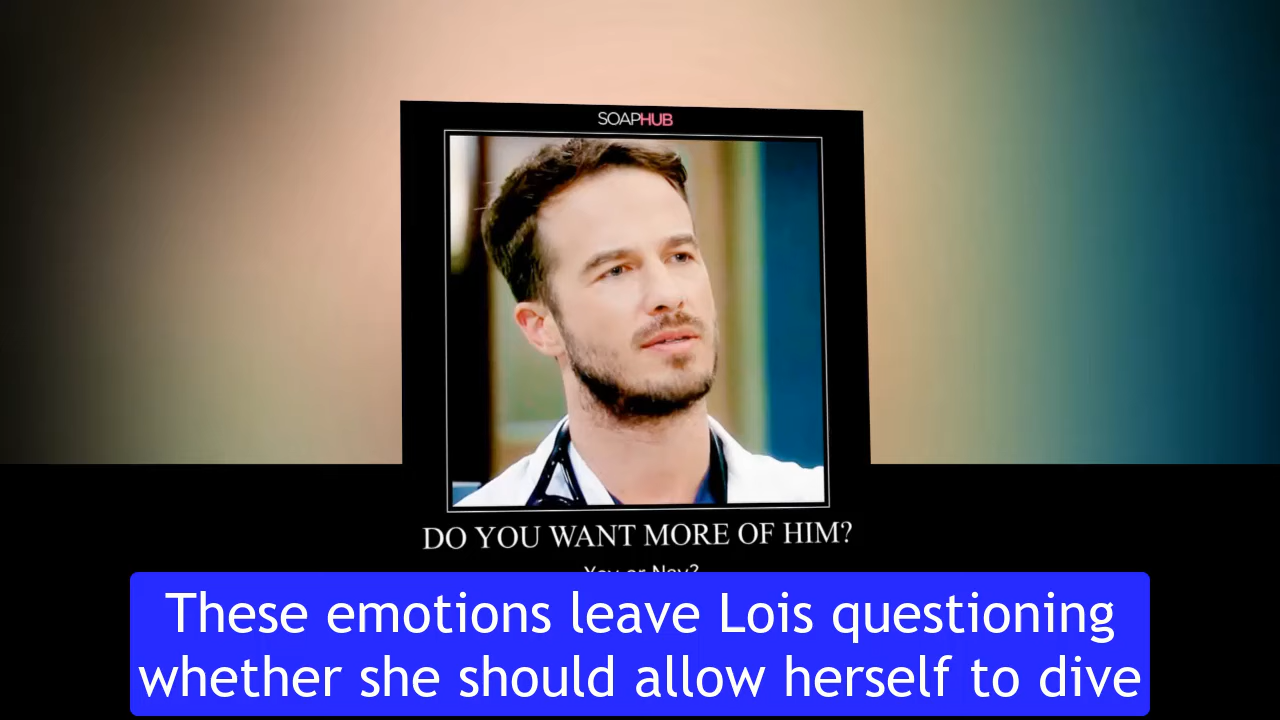 SOAPHUB
DO YOU WANT MORE OF HIM?
These emotions leave Lois questioning
whether she should allow herself to dive